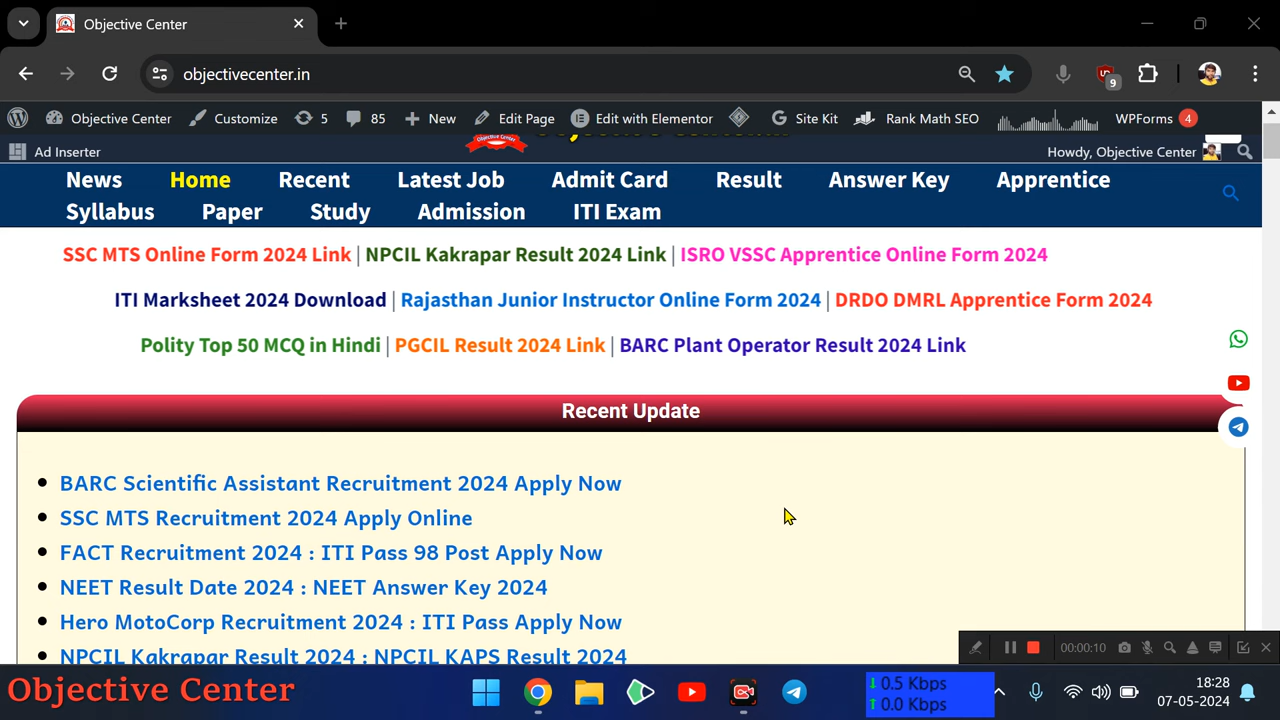 Objective Center
objectivecenter.in
9
Objective Center Customize 5 85 New Edit Page Edit with Elementor Site Kit Rank Math SEO WPForms 4
Ad Inserter Howdy, Objective Center
News Home Recent Latest Job Admit Card Result Answer Key Apprentice
Syllabus Paper Study Admission ITI Exam
SSC MTS Online Form 2024 Link | NPCIL Kakrapar Result 2024 Link | ISRO VSSC Apprentice Online Form 2024
ITI Marksheet 2024 Download | Rajasthan Junior Instructor Online Form 2024 | DRDO DMRL Apprentice Form 2024
Polity Top 50 MCQ in Hindi | PGCIL Result 2024 Link | BARC Plant Operator Result 2024 Link
Recent Update
BARC Scientific Assistant Recruitment 2024 Apply Now
SSC MTS Recruitment 2024 Apply Online
FACT Recruitment 2024 : ITI Pass 98 Post Apply Now
NEET Result Date 2024 : NEET Answer Key 2024
Hero MotoCorp Recruitment 2024 : ITI Pass Apply Now
NPCIL Kakrapar Result 2024 : NPCIL KAPS Result 2024
00:00:10
Objective Center
0.5 Kbps
0.0 Kbps
18:28
07-05-2024